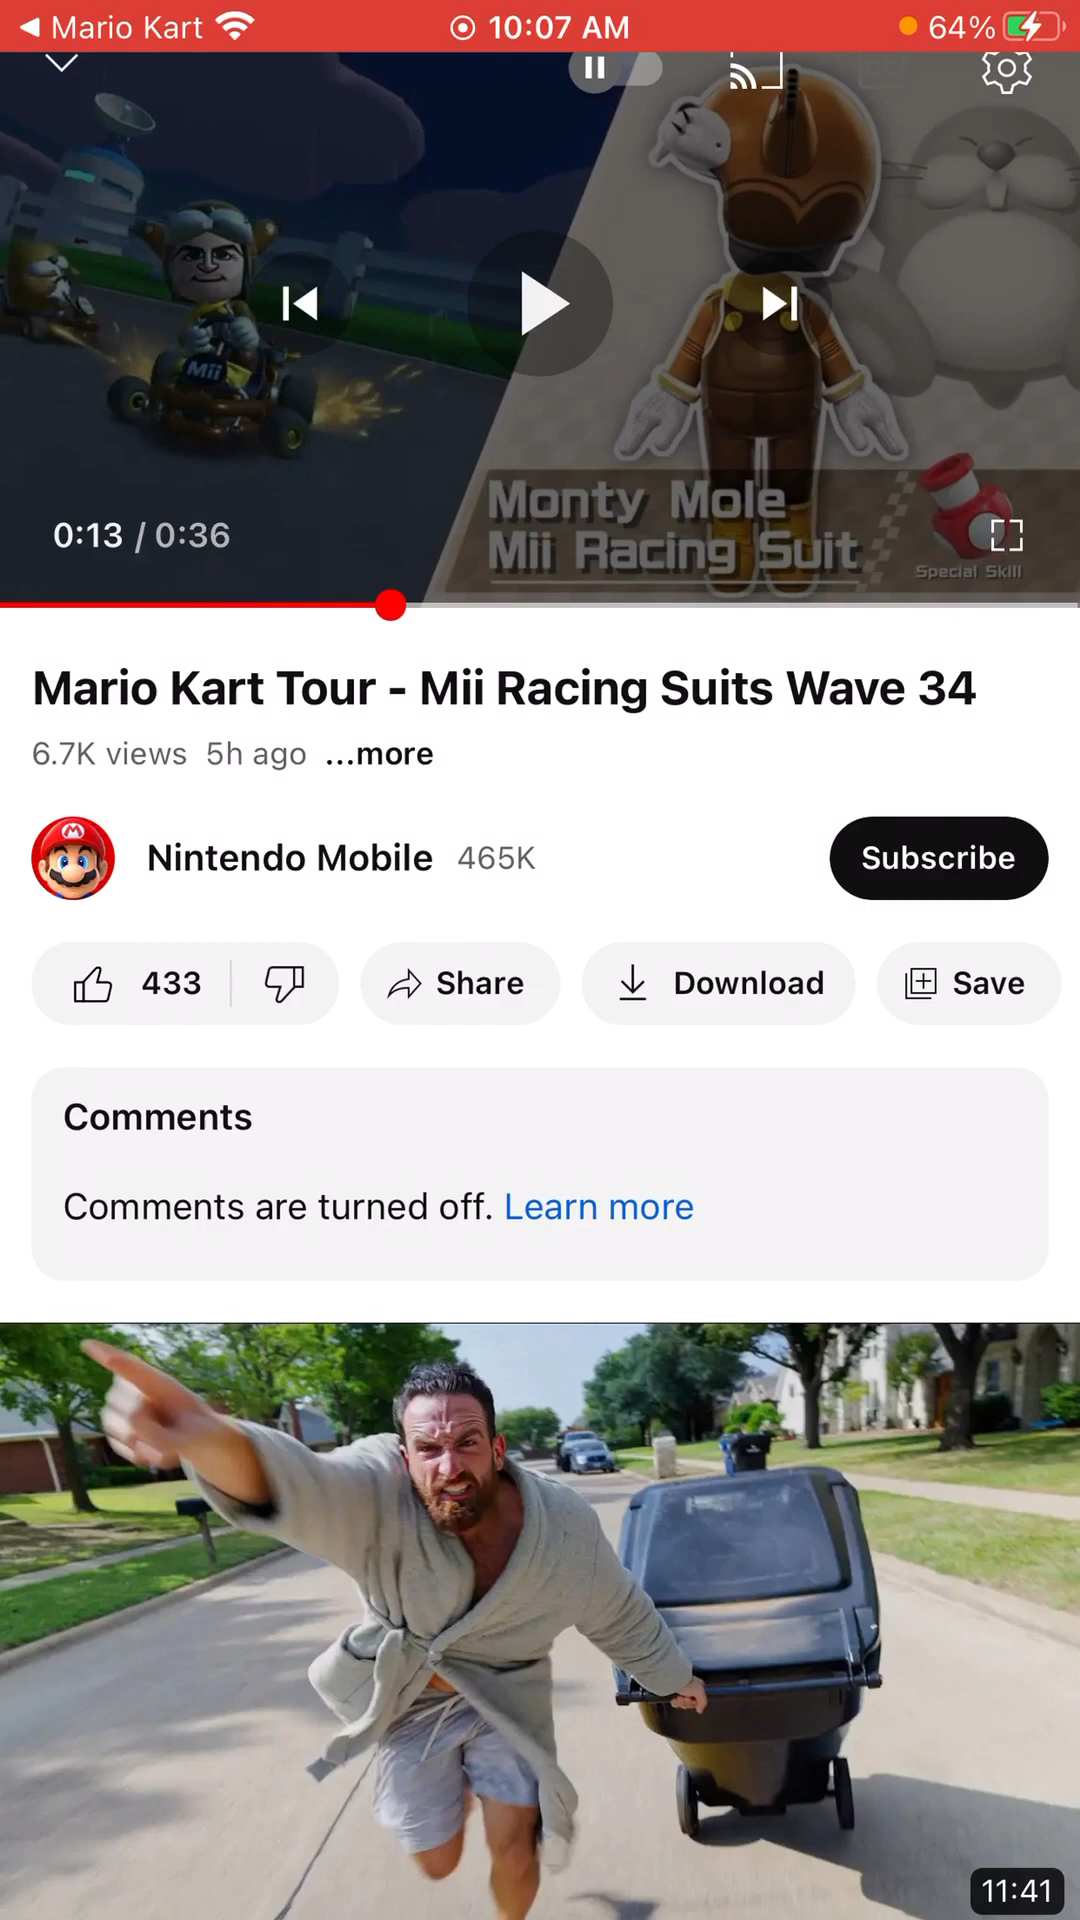 Mario Kart
10:07 AM
64%
Mii
Monty Mole
Mii Racing Suit
Special Skill
0:13 / 0:36
Mario Kart Tour - Mii Racing Suits Wave 34
6.7K views 5h ago ...more
Nintendo Mobile 465K
Subscribe
433
Share
Download
Save
Comments
Comments are turned off. Learn more
11:41